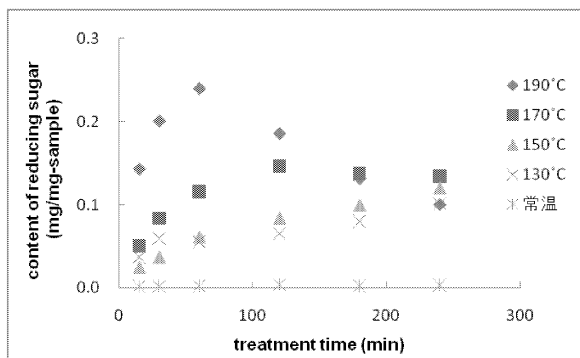 content of reducing sugar
(mg/mg-sample)
0.3
0.2
0.1
0.0
0
100
200
300
treatment time (min)
190˚C
170˚C
150˚C
130˚C
常温